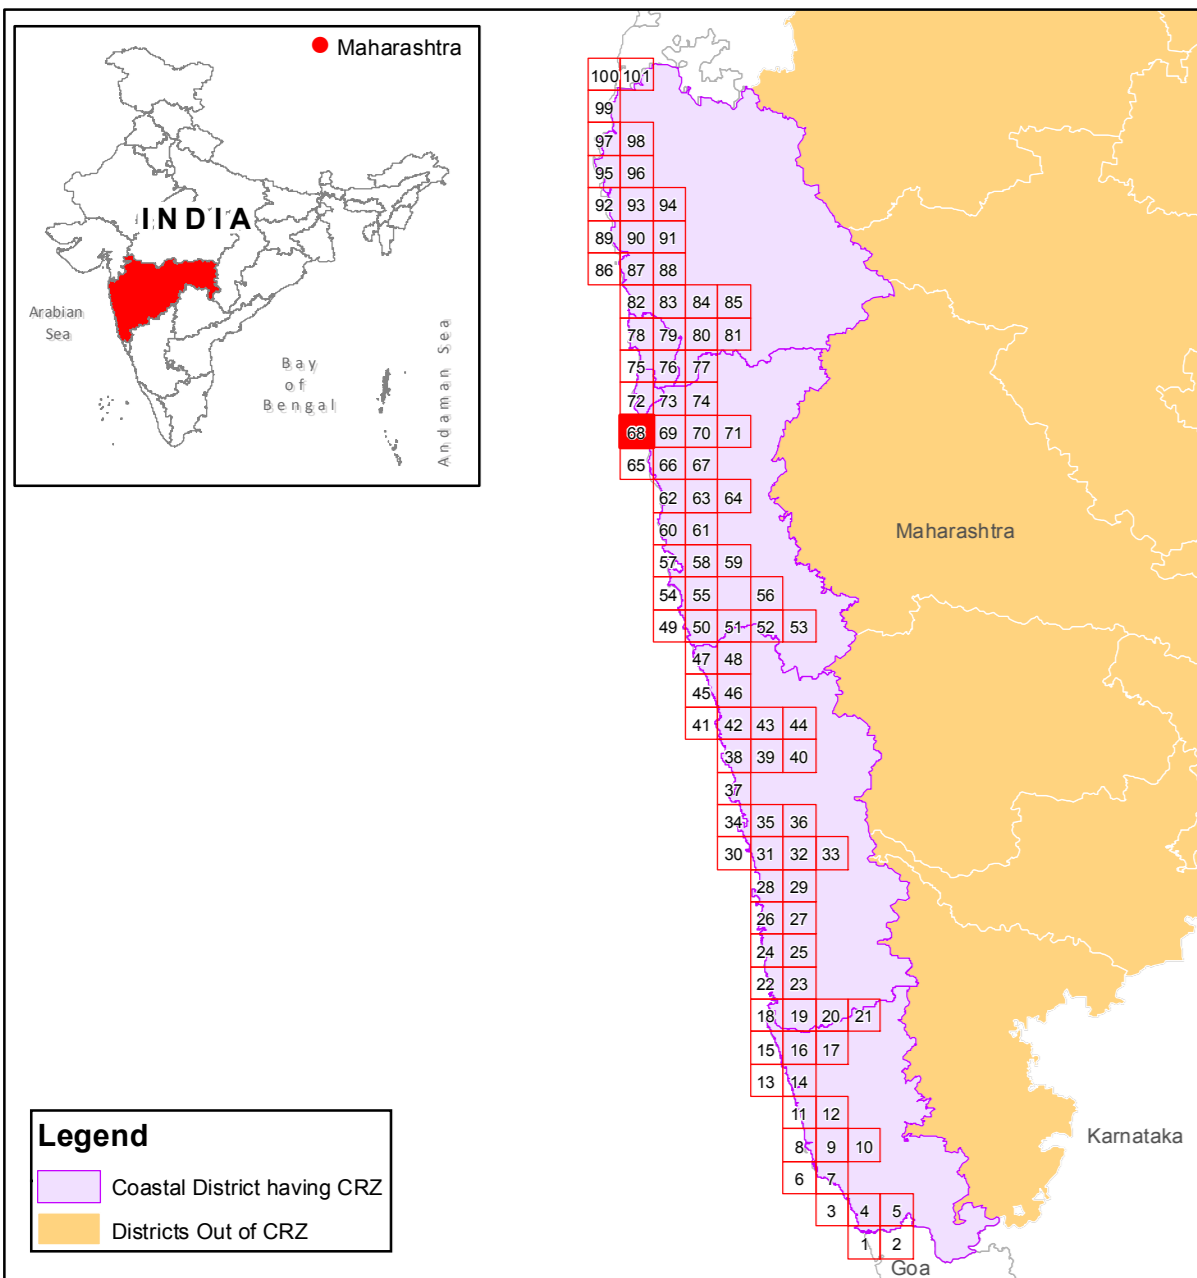 Maharashtra
INDIA
Arabian
Sea
Bay
of
Bengal
Andaman Sea
100 101
99
97 98
95 96
92 93 94
89 90 91
86 87 88
82 83 84 85
78 79 80 81
75 76 77
72 73 74
68 69 70 71
65 66 67
62 63 64
60 61
Maharashtra
57 58 59
54 55 56
49 50 51 52 53
47 48
45 46
41 42 43 44
38 39 40
37
34 35 36
30 31 32 33
28 29
26 27
24 25
22 23
18 19 20 21
15 16 17
13 14
11 12
8 9 10
6 7
3 4 5
1 2
Karnataka
Goa
Legend
Coastal District having CRZ
Districts Out of CRZ